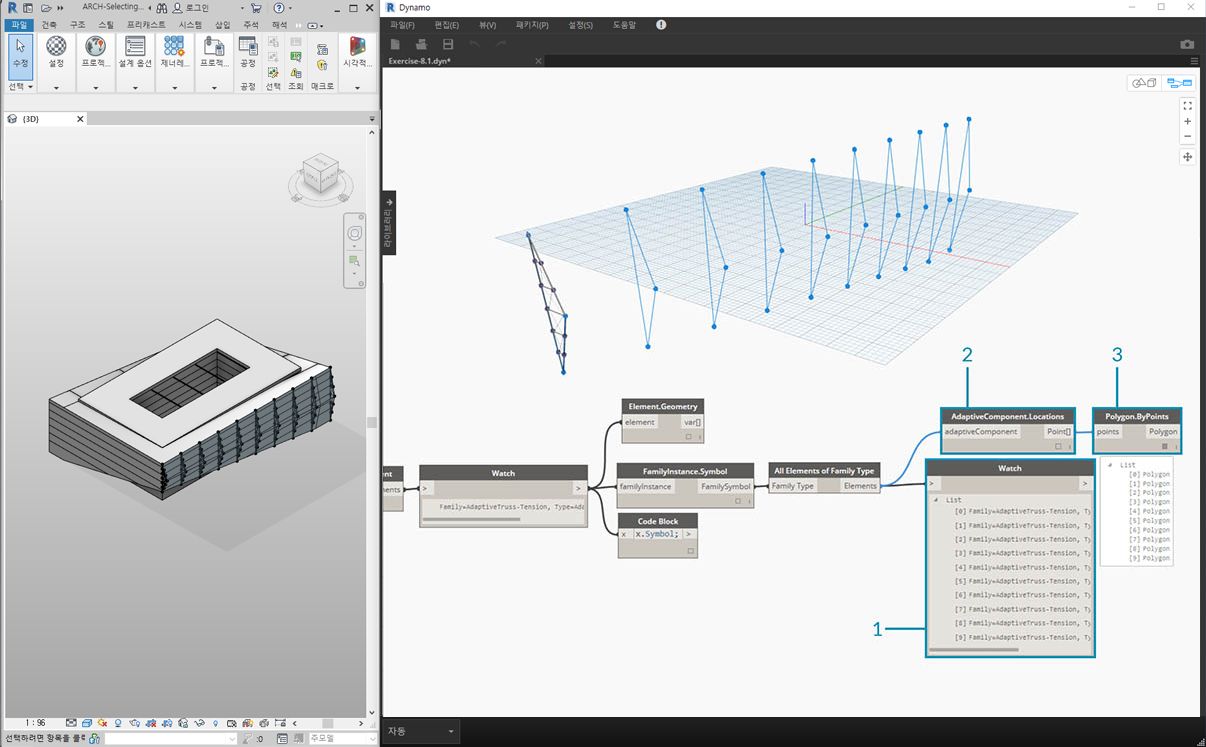 ARCH-Selecting...
로그인
파일
건축
구조
스틸
프리캐스트
시스템
삽입
주석
해석
수정
설정
프로젝...
설계 옵션
제너레...
프로젝...
공정
시각적...
선택
공정
선택
조회
매크로
{3D}
1 : 96
선택하려면 항목을 클릭
:0
주모델
Dynamo
파일(F)
편집(E)
뷰(V)
패키지(P)
설정(S)
도움말
Exercise-8.1.dyn*
라이브러리
2
3
1
Element.Geometry
element
var[]
Watch
>
>
Family=AdaptiveTruss-Tension, Type=Ada
FamilyInstance.Symbol
familyInstance
FamilySymbol
Code Block
x
x.Symbol;
>
All Elements of Family Type
Family Type
Elements
AdaptiveComponent.Locations
adaptiveComponent
Point[]
Polygon.ByPoints
points
Polygon
Watch
>
>
List
[0] Family=AdaptiveTruss-Tension, Ty
[1] Family=AdaptiveTruss-Tension, Ty
[2] Family=AdaptiveTruss-Tension, Ty
[3] Family=AdaptiveTruss-Tension, Ty
[4] Family=AdaptiveTruss-Tension, Ty
[5] Family=AdaptiveTruss-Tension, Ty
[6] Family=AdaptiveTruss-Tension, Ty
[7] Family=AdaptiveTruss-Tension, Ty
[8] Family=AdaptiveTruss-Tension, Ty
[9] Family=AdaptiveTruss-Tension, Ty
List
[0] Polygon
[1] Polygon
[2] Polygon
[3] Polygon
[4] Polygon
[5] Polygon
[6] Polygon
[7] Polygon
[8] Polygon
[9] Polygon
자동